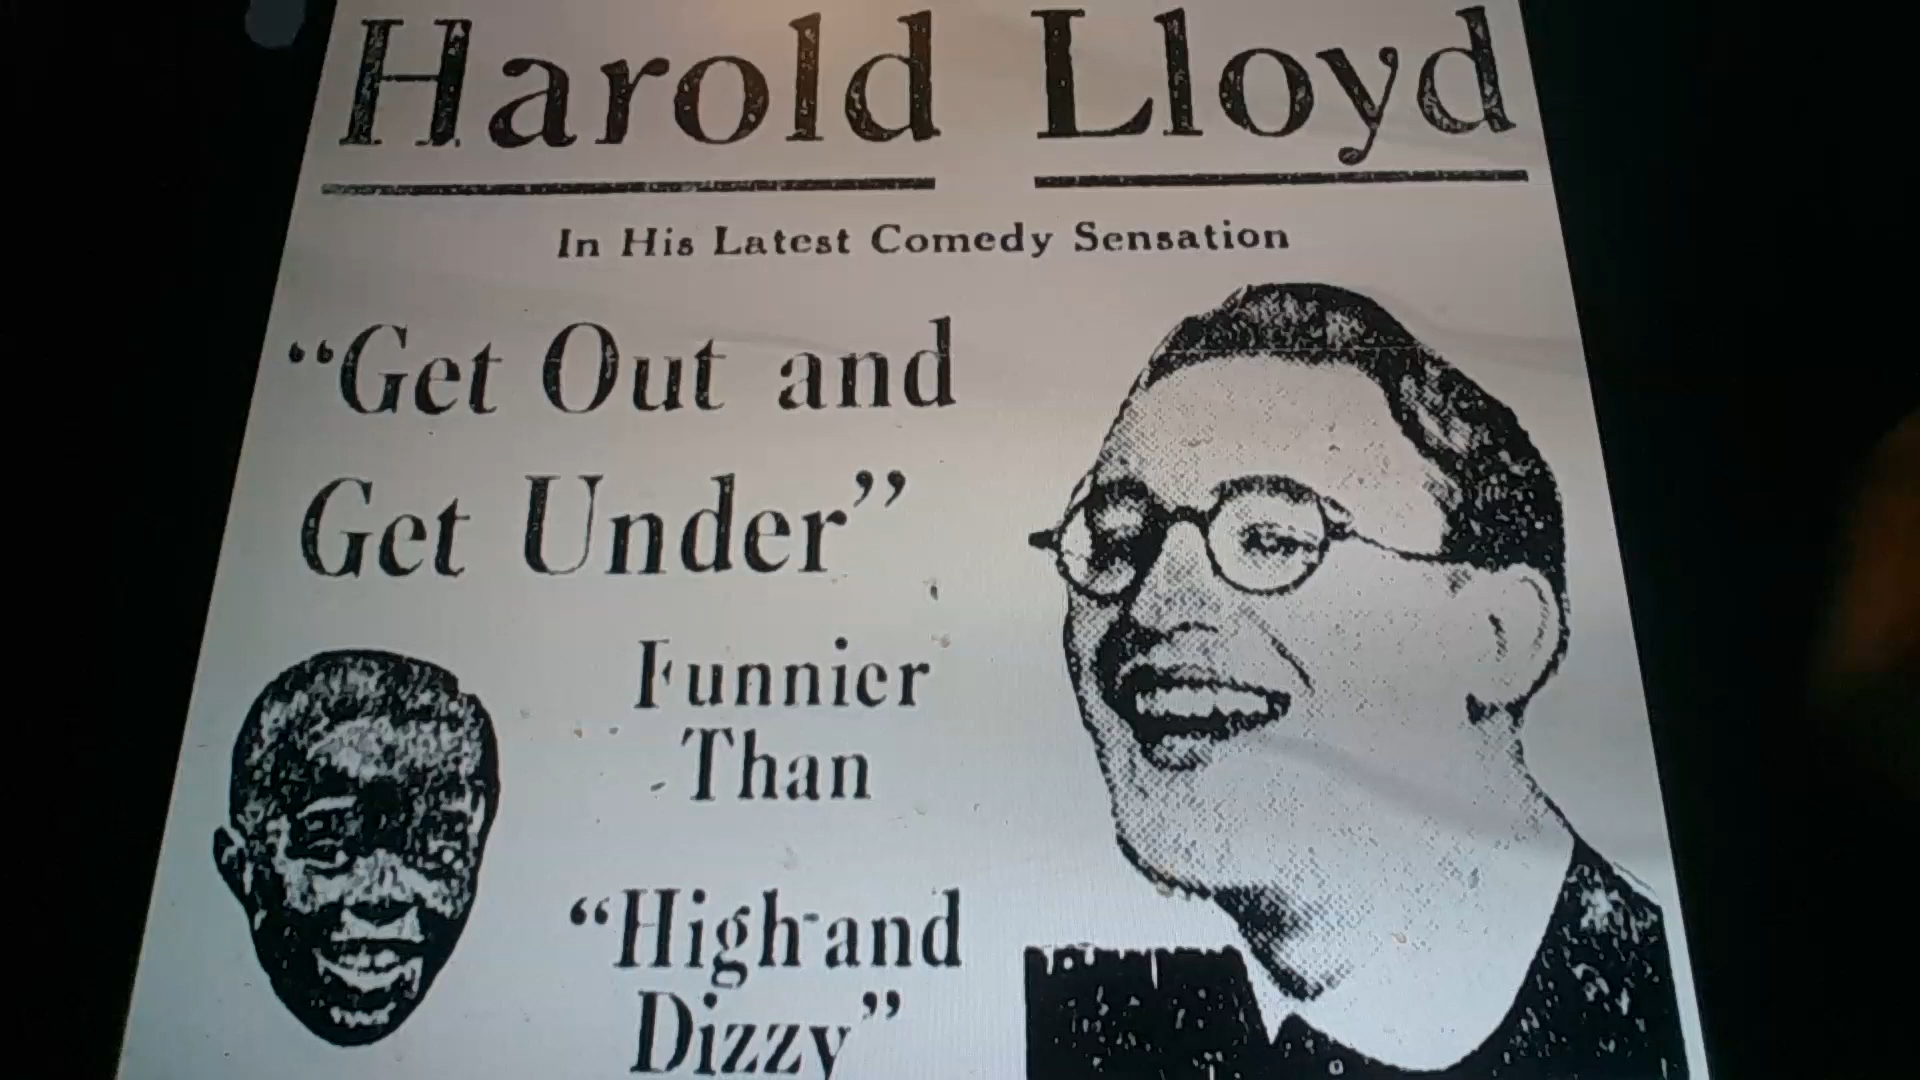 Harold Lloyd
In His Latest Comedy Sensation
“Get Out and
Get Under”
Funnier
Than
“High and
Dizzy”